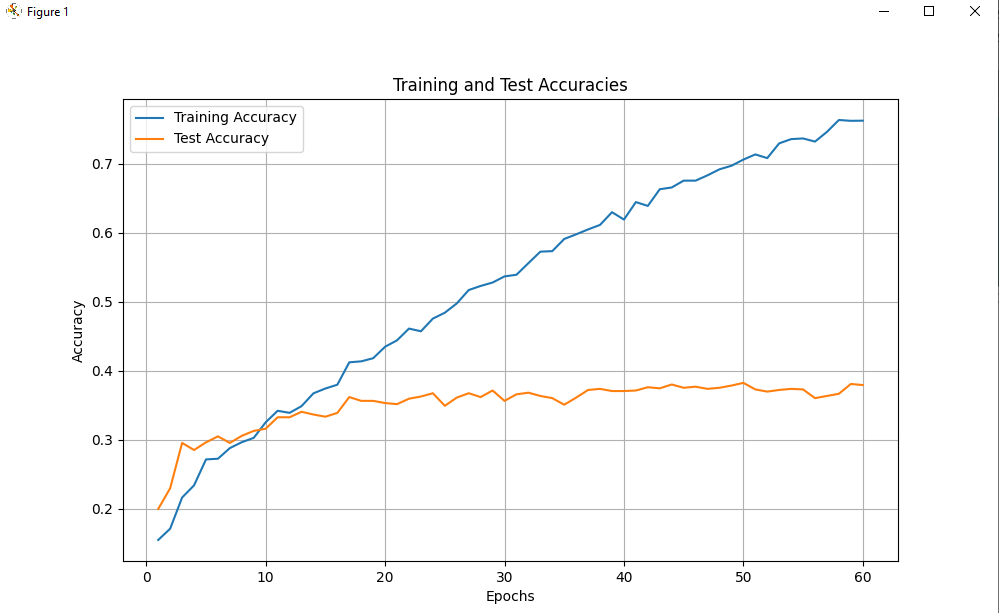 Figure 1
Training and Test Accuracies
Training Accuracy
Test Accuracy
0.7
0.6
0.5
0.4
0.3
0.2
Accuracy
0 10 20 30 40 50 60
Epochs